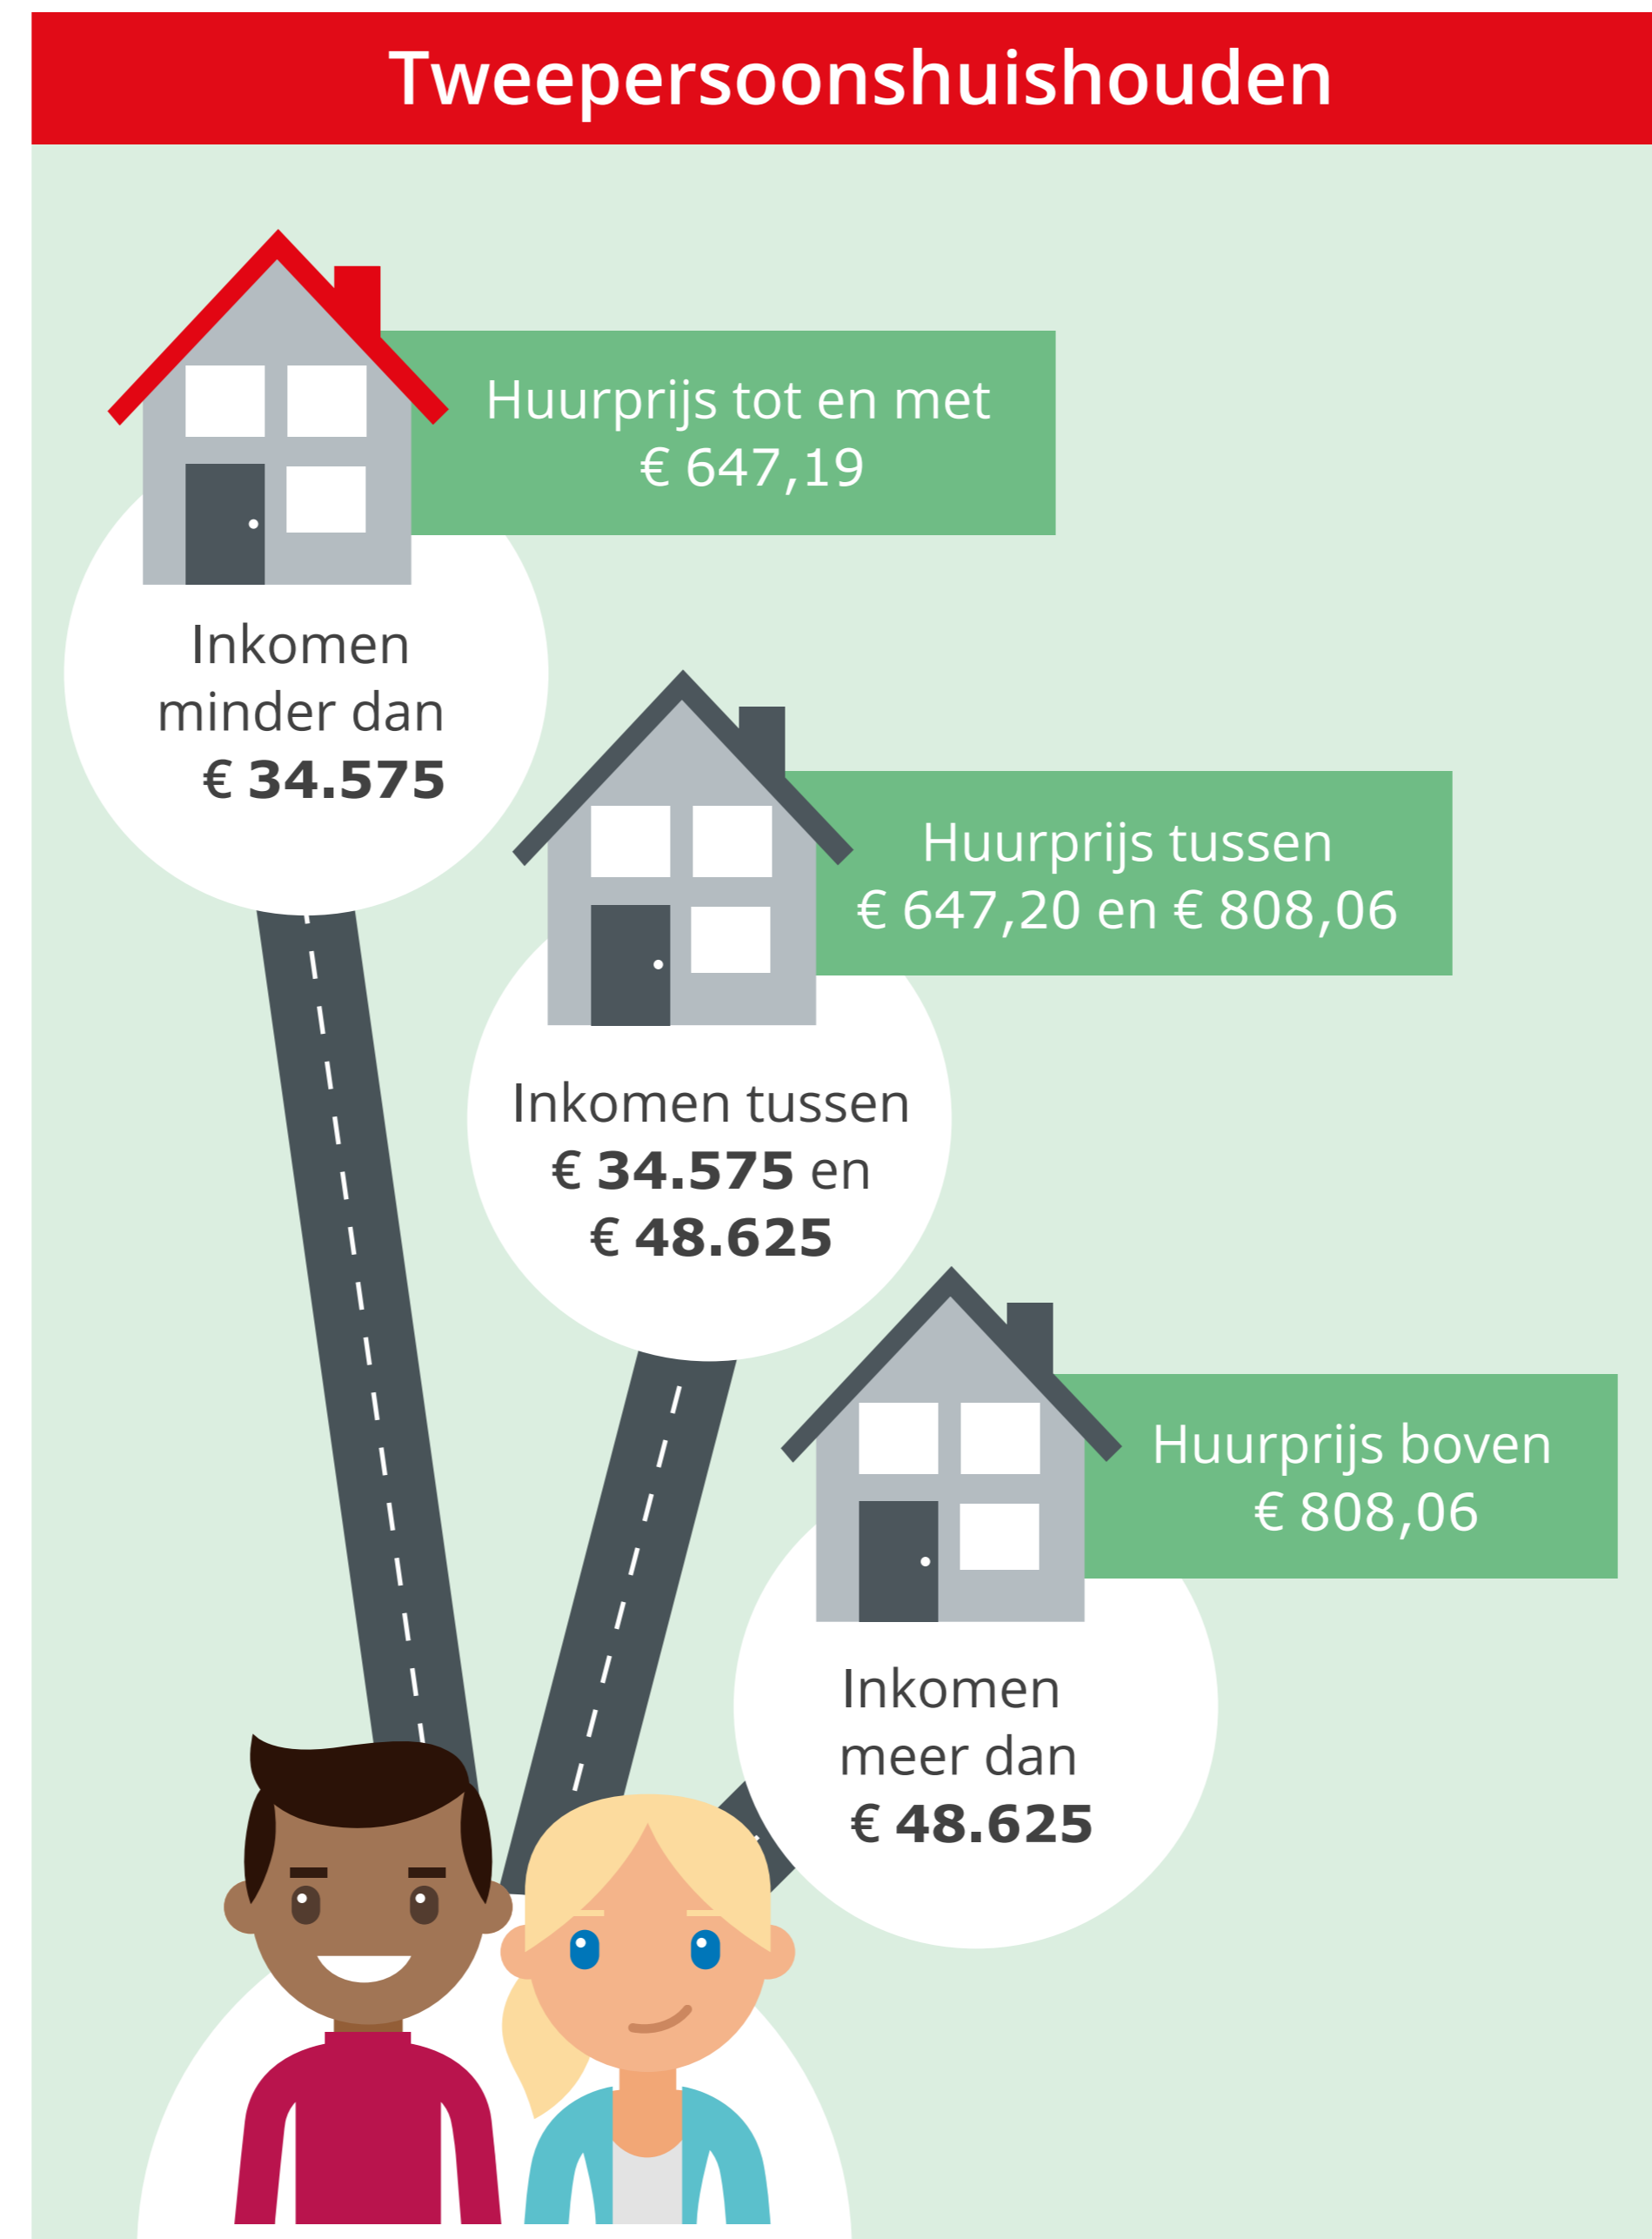 Tweepersoonshuishouden
Huurprijs tot en met
€ 647,19
Inkomen
minder dan
€ 34.575
Huurprijs tussen
€ 647,20 en € 808,06
Inkomen tussen
€ 34.575 en
€ 48.625
Huurprijs boven
€ 808,06
Inkomen
meer dan
€ 48.625